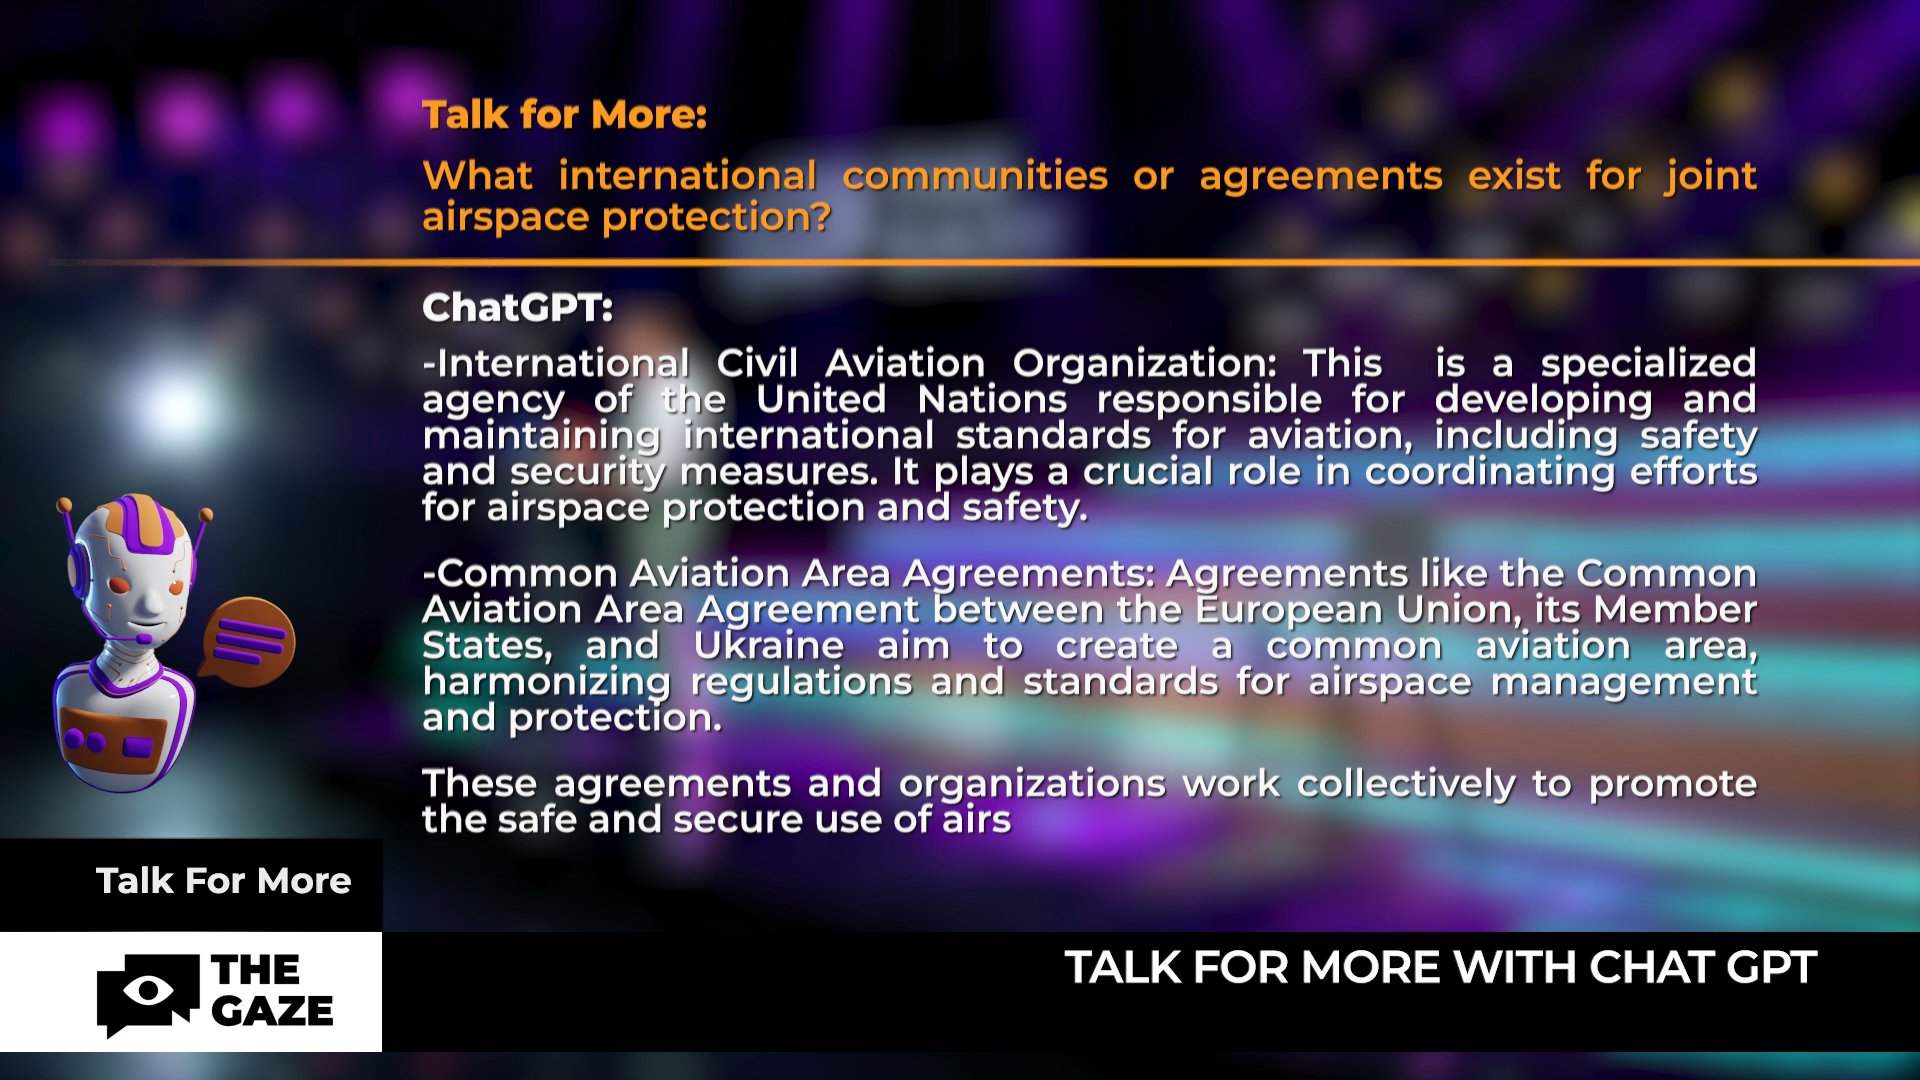 Talk for More:
What international communities or agreements exist for joint
airspace protection?
ChatGPT:
-International Civil Aviation Organization: This is a specialized
agency of the United Nations responsible for developing and
maintaining international standards for aviation, including safety
and security measures. It plays a crucial role in coordinating efforts
for airspace protection and safety.
-Common Aviation Area Agreements: Agreements like the Common
Aviation Area Agreement between the European Union, its Member
States, and Ukraine aim to create a common aviation area,
harmonizing regulations and standards for airspace management
and protection.
These agreements and organizations work collectively to promote
the safe and secure use of airs
Talk For More
THE
GAZE
TALK FOR MORE WITH CHAT GPT